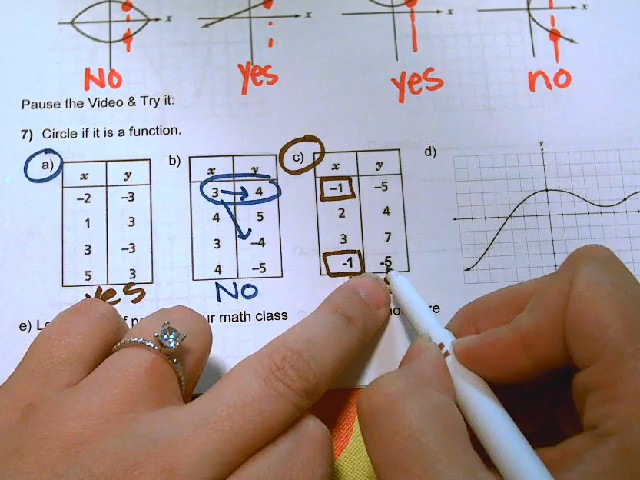 x x x x
No yes yes no
Pause the Video & Try it:
7) Circle if it is a function.
a) b) c) d)
x y x y x y y
-2 -3 3 4 -1 -5
1 3 4 5 2 4
3 -3 3 -4 3 7
5 3 4 -5 -1 -5
yes NO
e) ur math class